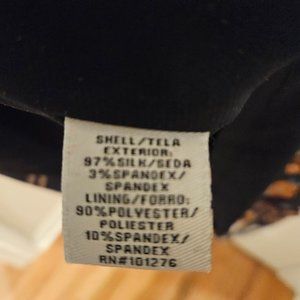 SHELL/TELA
EXTERIOR:
97%SILK/SEDA
3%SPANDEX/
SPANDEX
LINING/FORRO:
90%POLYESTER/
POLIESTER
10%SPANDEX/
SPANDEX
RN#101276